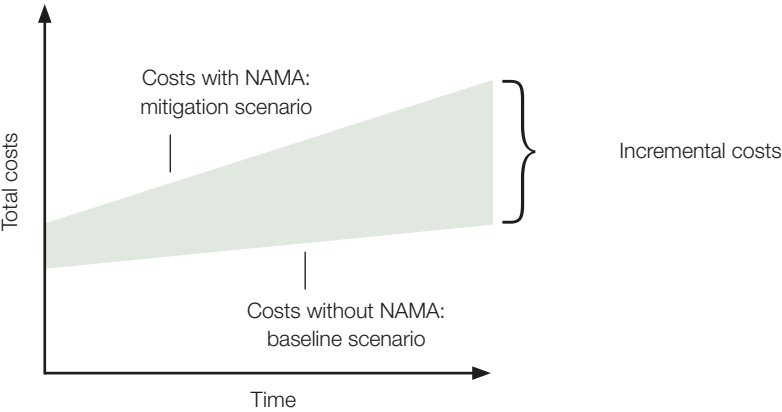 Costs with NAMA:
mitigation scenario
Incremental costs
Total costs
Costs without NAMA:
baseline scenario
Time